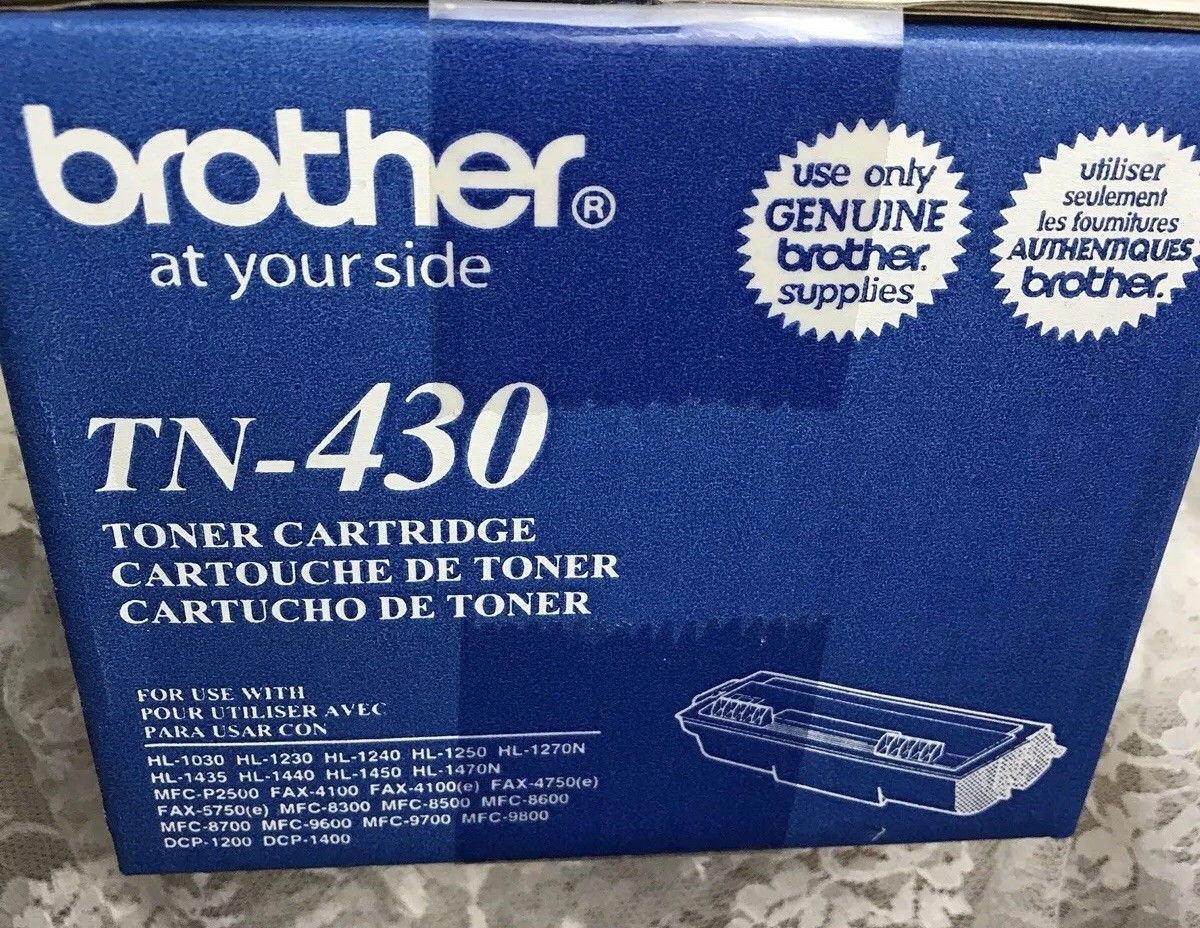 brother®
at your side
use only
GENUINE
brother.
supplies
utiliser
seulement
les fournitures
AUTHENTIQUES
brother.
TN-430
TONER CARTRIDGE
CARTOUCHE DE TONER
CARTUCHO DE TONER
FOR USE WITH
POUR UTILISER AVEC
PARA USAR CON
HL-1030 HL-1230 HL-1240 HL-1250 HL-1270N
HL-1435 HL-1440 HL-1450 HL-1470N
MFC-P2500 FAX-4100 FAX-4100(e) FAX-4750(e)
FAX-5750(e) MFC-8300 MFC-8500 MFC-8600
MFC-8700 MFC-9600 MFC-9700 MFC-9800
DCP-1200 DCP-1400